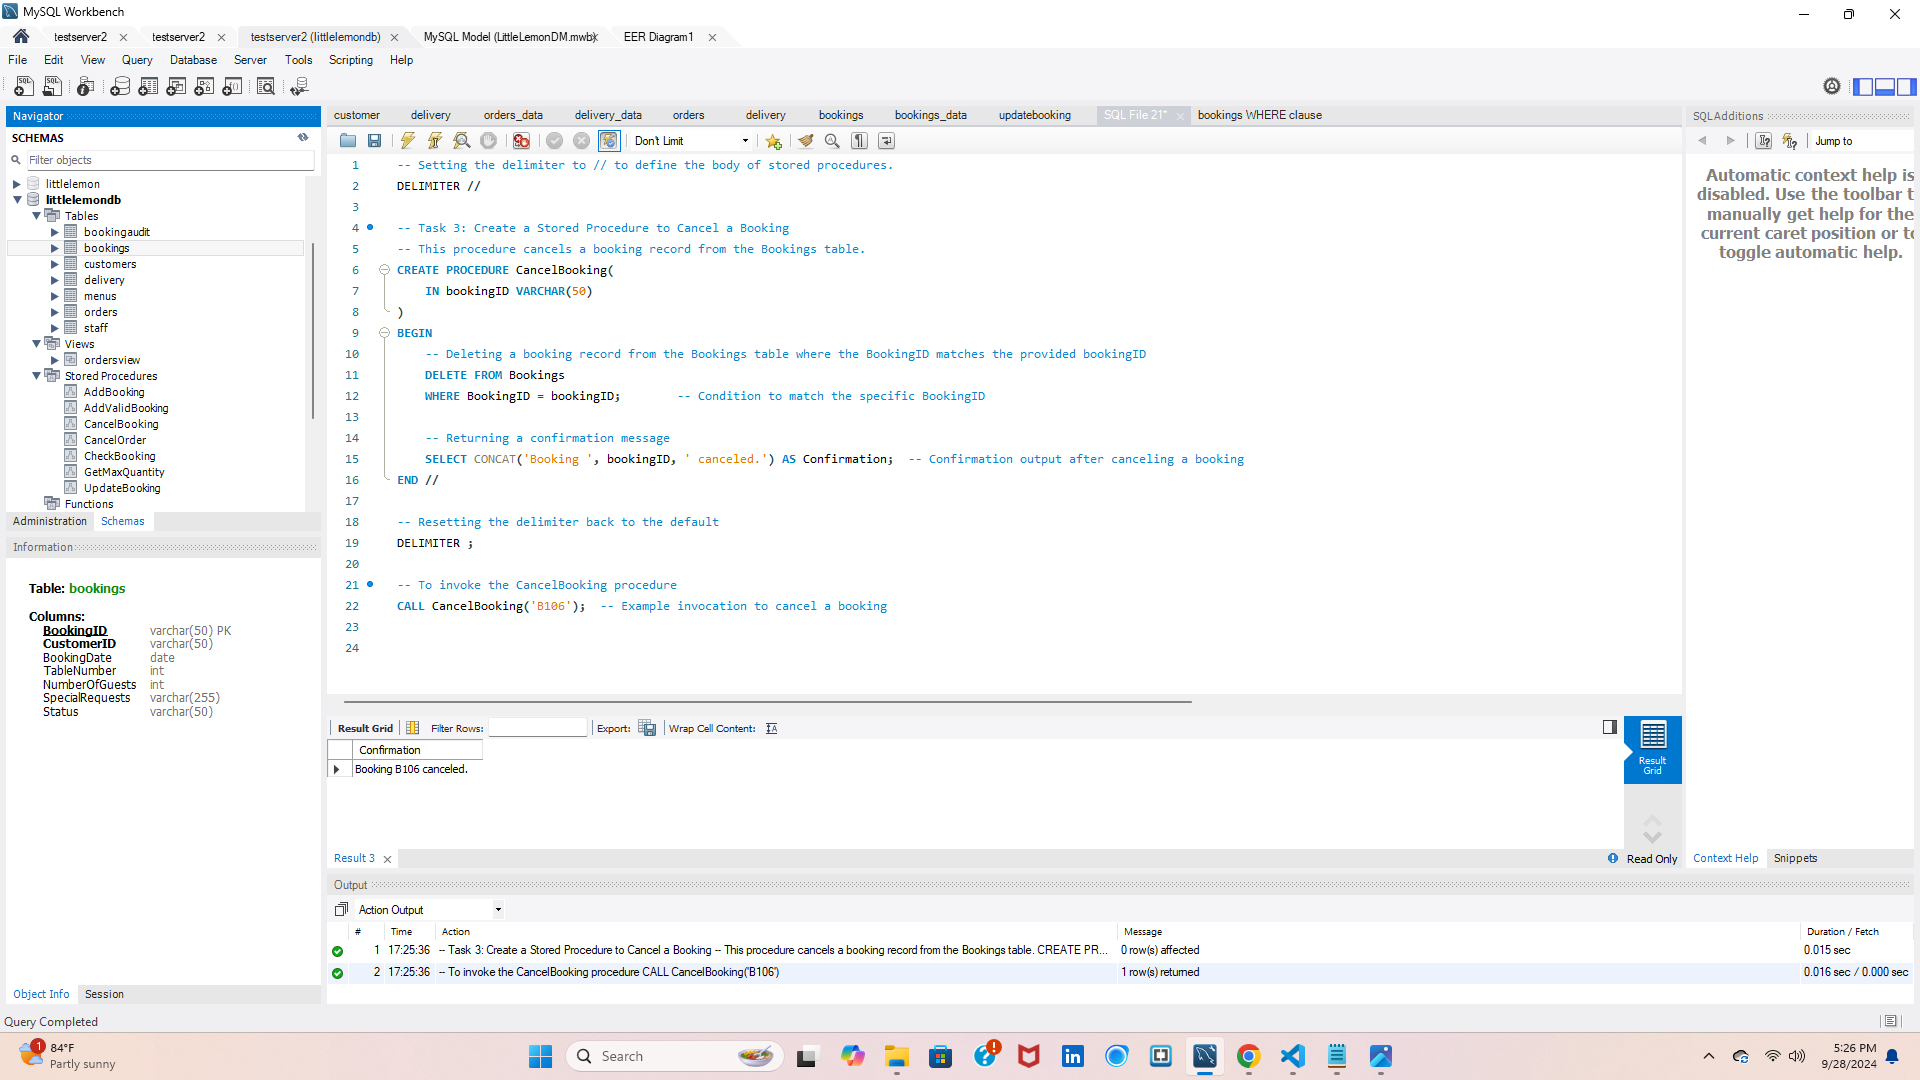 MySQL Workbench
testserver2
testserver2
testserver2 (littlelemondb)
MySQL Model (LittleLemonDM.mwb)
EER Diagram1
File Edit View Query Database Server Tools Scripting Help
Navigator
SCHEMAS
Filter objects
littlelemon
littlelemondb
Tables
bookingaudit
bookings
customers
delivery
menus
orders
staff
Views
ordersview
Stored Procedures
AddBooking
AddValidBooking
CancelBooking
CancelOrder
CheckBooking
GetMaxQuantity
UpdateBooking
Functions
Administration Schemas
Information
Table: bookings
Columns:
BookingID varchar(50) PK
CustomerID varchar(50)
BookingDate date
TableNumber int
NumberOfGuests int
SpecialRequests varchar(255)
Status varchar(50)
Object Info Session
customer delivery orders_data delivery_data orders delivery bookings bookings_data updatebooking SQL File 21* bookings WHERE clause
Don't Limit
1 -- Setting the delimiter to // to define the body of stored procedures.
2 DELIMITER //
3
4 -- Task 3: Create a Stored Procedure to Cancel a Booking
5 -- This procedure cancels a booking record from the Bookings table.
6 CREATE PROCEDURE CancelBooking(
7 IN bookingID VARCHAR(50)
8 )
9 BEGIN
10 -- Deleting a booking record from the Bookings table where the BookingID matches the provided bookingID
11 DELETE FROM Bookings
12 WHERE BookingID = bookingID; -- Condition to match the specific BookingID
13
14 -- Returning a confirmation message
15 SELECT CONCAT('Booking ', bookingID, ' canceled.') AS Confirmation; -- Confirmation output after canceling a booking
16 END //
17
18 -- Resetting the delimiter back to the default
19 DELIMITER ;
20
21 -- To invoke the CancelBooking procedure
22 CALL CancelBooking('B106'); -- Example invocation to cancel a booking
23
24
Result Grid Filter Rows: Export: Wrap Cell Content:
Confirmation
Booking B106 canceled.
Result
Grid
Result 3
Read Only
SQLAdditions
Jump to
Automatic context help is
disabled. Use the toolbar t
manually get help for the
current caret position or to
toggle automatic help.
Context Help Snippets
Output
Action Output
# Time Action Message Duration / Fetch
1 17:25:36 -- Task 3: Create a Stored Procedure to Cancel a Booking -- This procedure cancels a booking record from the Bookings table. CREATE PR... 0 row(s) affected 0.015 sec
2 17:25:36 -- To invoke the CancelBooking procedure CALL CancelBooking('B106') 1 row(s) returned 0.016 sec / 0.000 sec
Query Completed
1
84°F
Partly sunny
Search
5:26 PM
9/28/2024